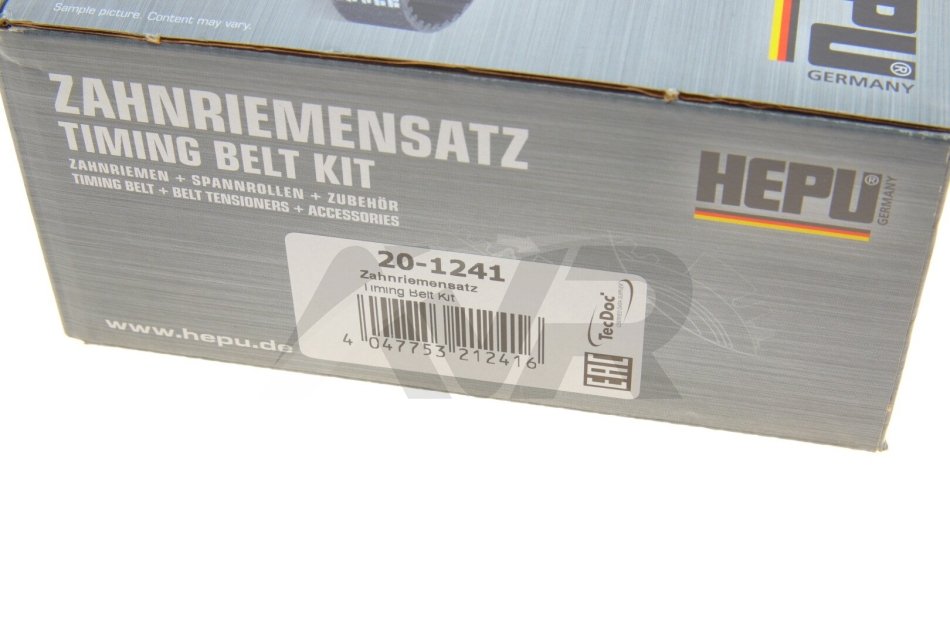 Sample picture. Content may vary.
GERMANY
ZAHNRIEMENSATZ
TIMING BELT KIT
ZAHNRIEMEN + SPANNROLLEN + ZUBEHÖR
TIMING BELT + BELT TENSIONERS + ACCESSORIES
HEPU®
GERMANY
20-1241
Zahnriemensatz
Timing Belt Kit
4 047753 212416
TecDoc
EAC
www.hepu.de
AVR